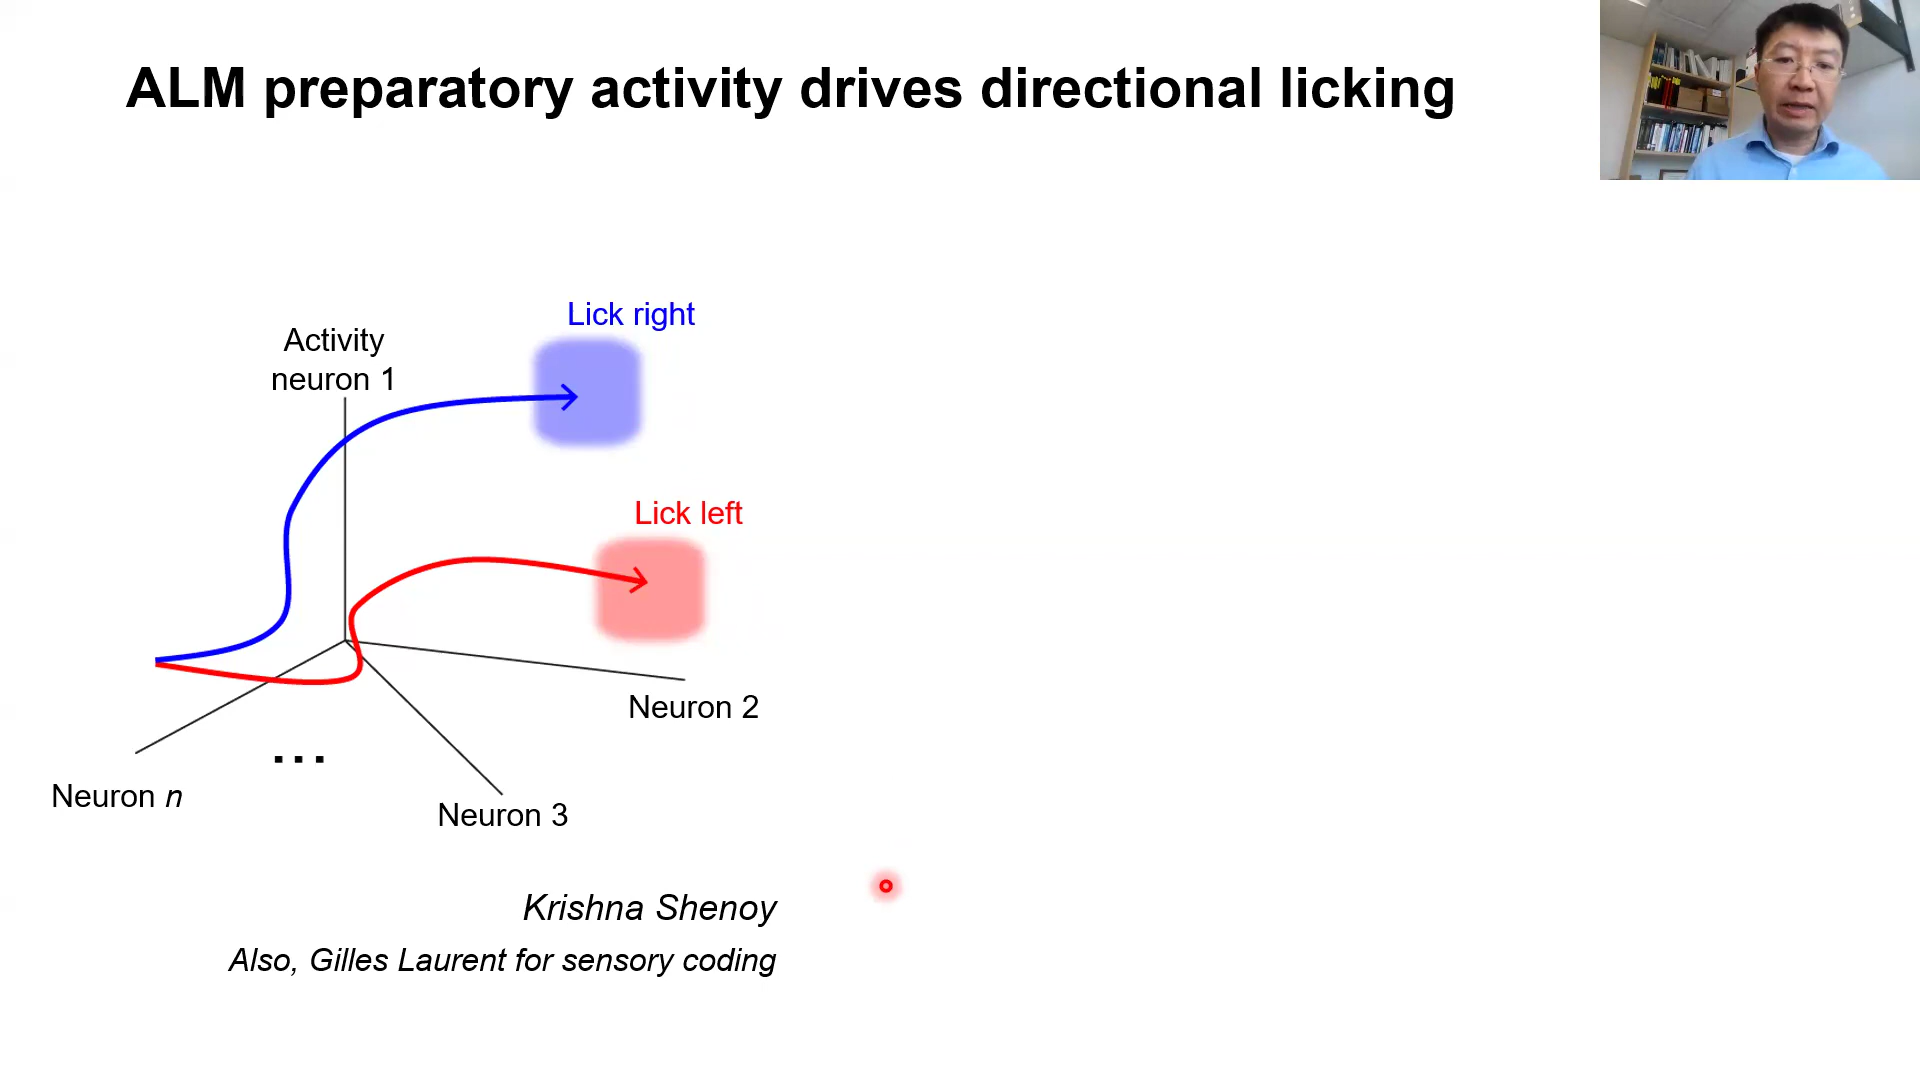 ALM preparatory activity drives directional licking
Lick right
Activity
neuron 1
Lick left
Neuron 2
...
Neuron n
Neuron 3
Krishna Shenoy
Also, Gilles Laurent for sensory coding